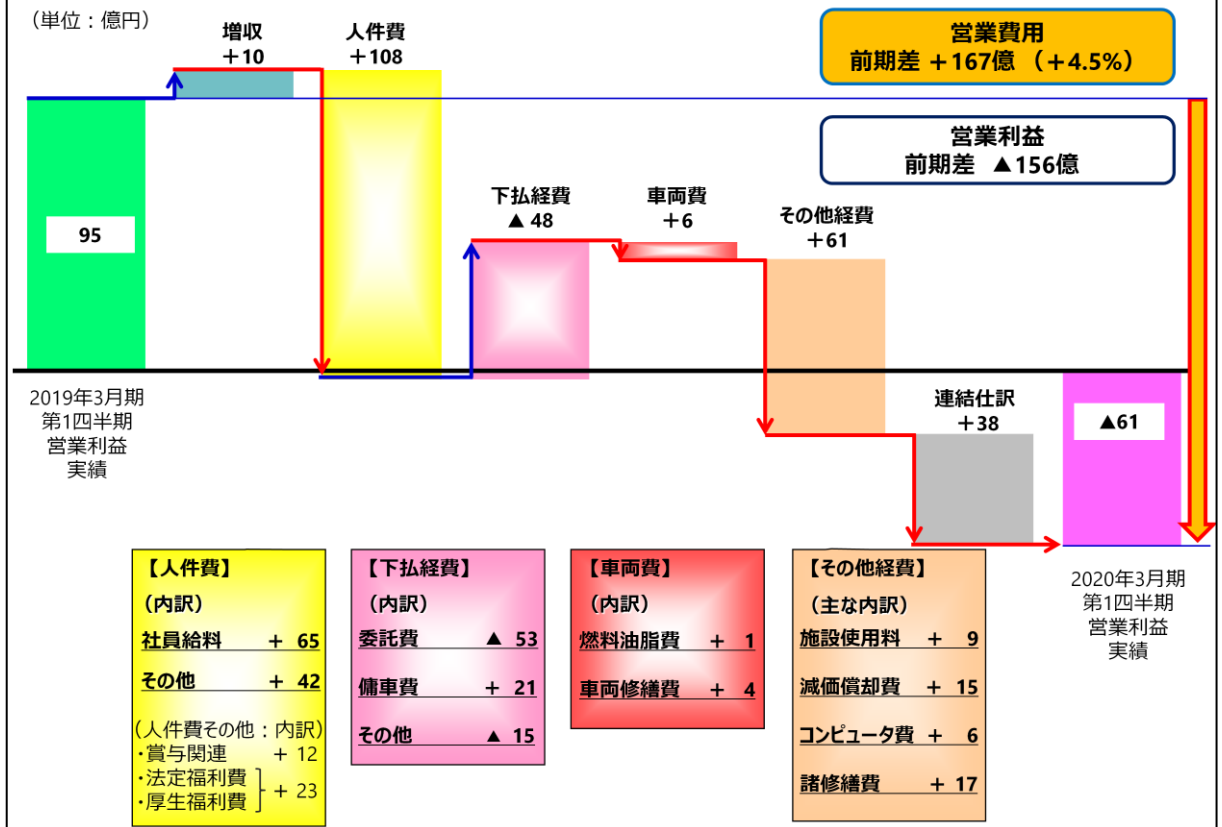 （単位：億円）
増収
＋10
人件費
＋108
営業費用
前期差 ＋167億 （＋4.5%）
営業利益
前期差 ▲156億
下払経費
▲ 48
車両費
＋6
その他経費
＋61
95
2019年3月期
第1四半期
営業利益
実績
連結仕訳
＋38
▲61
2020年3月期
第1四半期
営業利益
実績
【人件費】
（内訳）
社員給料 ＋ 65
その他 ＋ 42
(人件費その他：内訳)
・賞与関連 ＋ 12
・法定福利費
・厚生福利費 ＋ 23
【下払経費】
（内訳）
委託費 ▲ 53
傭車費 ＋ 21
その他 ▲ 15
【車両費】
（内訳）
燃料油脂費 ＋ 1
車両修繕費 ＋ 4
【その他経費】
（主な内訳）
施設使用料 ＋ 9
減価償却費 ＋ 15
コンピュータ費 ＋ 6
諸修繕費 ＋ 17